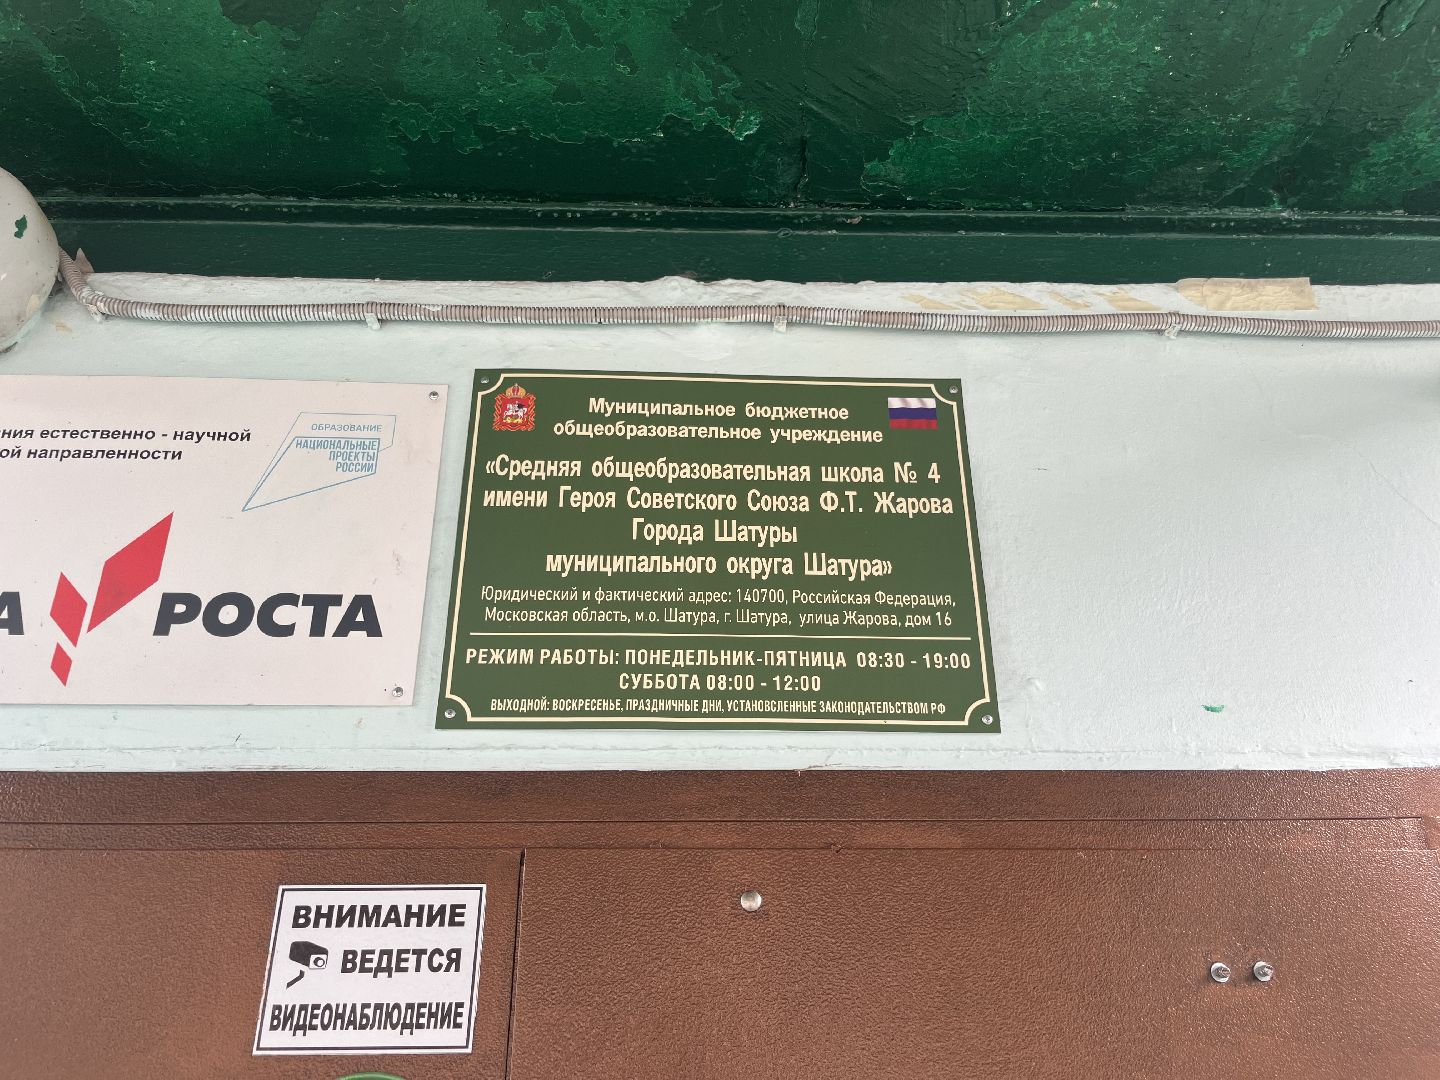 ния естественно - научной
ой направленности
ОБРАЗОВАНИЕ
НАЦИОНАЛЬНЫЕ
ПРОЕКТЫ
РОССИИ
А РОСТА
Муниципальное бюджетное
общеобразовательное учреждение
«Средняя общеобразовательная школа № 4
имени Героя Советского Союза Ф.Т. Жарова
Города Шатуры
муниципального округа Шатура»
Юридический и фактический адрес: 140700, Российская Федерация,
Московская область, м.о. Шатура, г. Шатура, улица Жарова, дом 16
РЕЖИМ РАБОТЫ: ПОНЕДЕЛЬНИК-ПЯТНИЦА 08:30 - 19:00
СУББОТА 08:00 - 12:00
ВЫХОДНОЙ: ВОСКРЕСЕНЬЕ, ПРАЗДНИЧНЫЕ ДНИ, УСТАНОВСЛЕННЫЕ ЗАКОНОДАТЕЛЬСТВОМ РФ
ВНИМАНИЕ
ВЕДЕТСЯ
ВИДЕОНАБЛЮДЕНИЕ